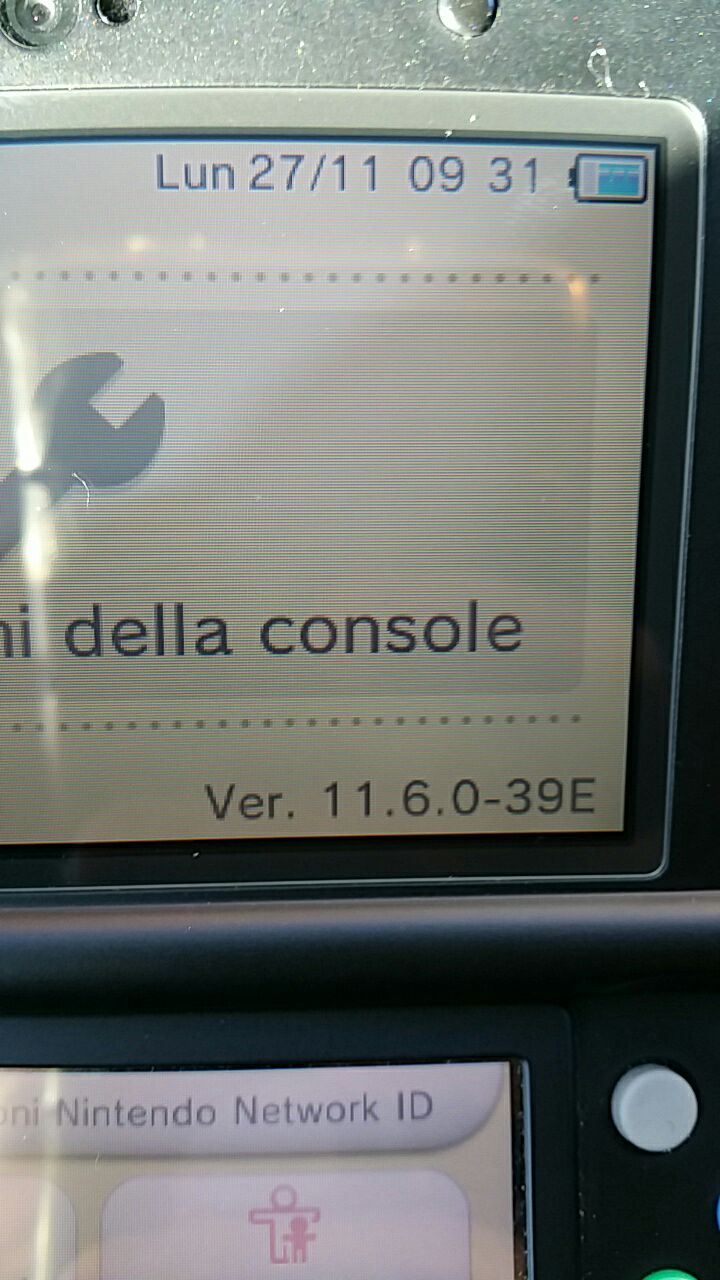 Lun 27/11 09 31
ni della console
Ver. 11.6.0-39E
oni Nintendo Network ID